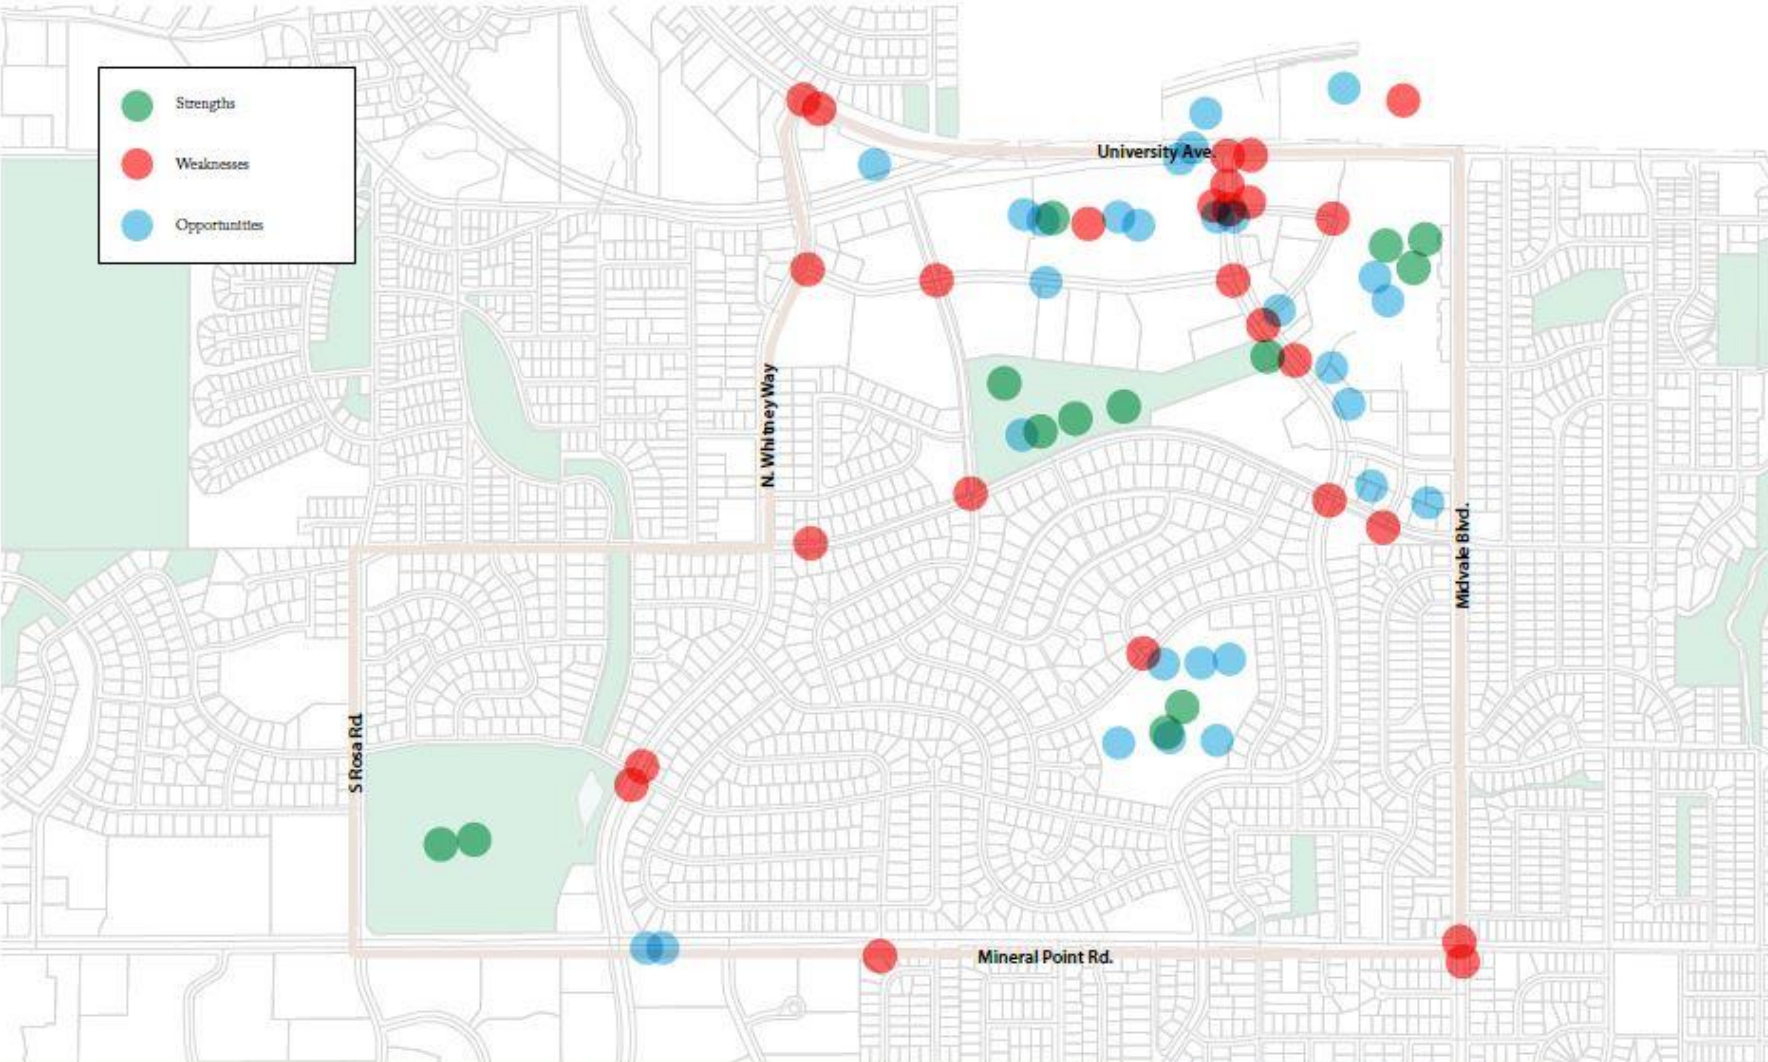 Strengths
Weaknesses
Opportunities
University Ave.
N. Whitney Way
Midvale Blvd.
S Rosa Rd.
Mineral Point Rd.